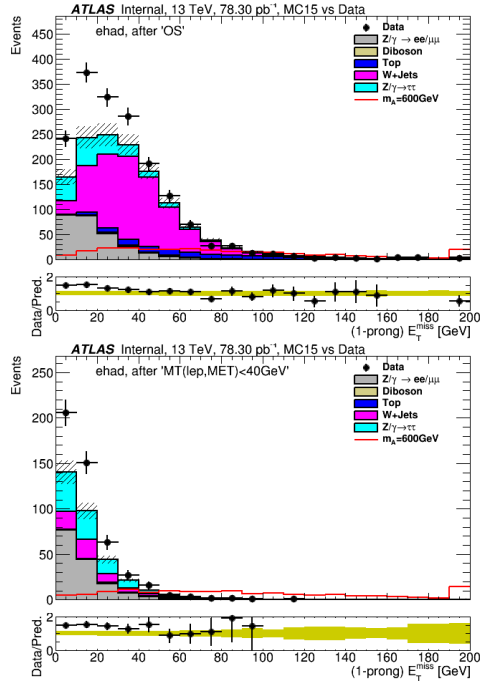 ATLAS Internal, 13 TeV, 78.30 pb⁻¹, MC15 vs Data
Events
ehad, after 'OS'
Data
Z/γ → ee/μμ
Diboson
Top
W+Jets
Z/γ→ττ
m_A=600GeV
450
400
350
300
250
200
150
100
50
0
Data/Pred.
2
1
0
0 20 40 60 80 100 120 140 160 180 200
(1-prong) E_T^miss [GeV]
ATLAS Internal, 13 TeV, 78.30 pb⁻¹, MC15 vs Data
Events
ehad, after 'MT(lep,MET)<40GeV'
Data
Z/γ → ee/μμ
Diboson
Top
W+Jets
Z/γ→ττ
m_A=600GeV
250
200
150
100
50
0
Data/Pred.
2
1
0
0 20 40 60 80 100 120 140 160 180 200
(1-prong) E_T^miss [GeV]